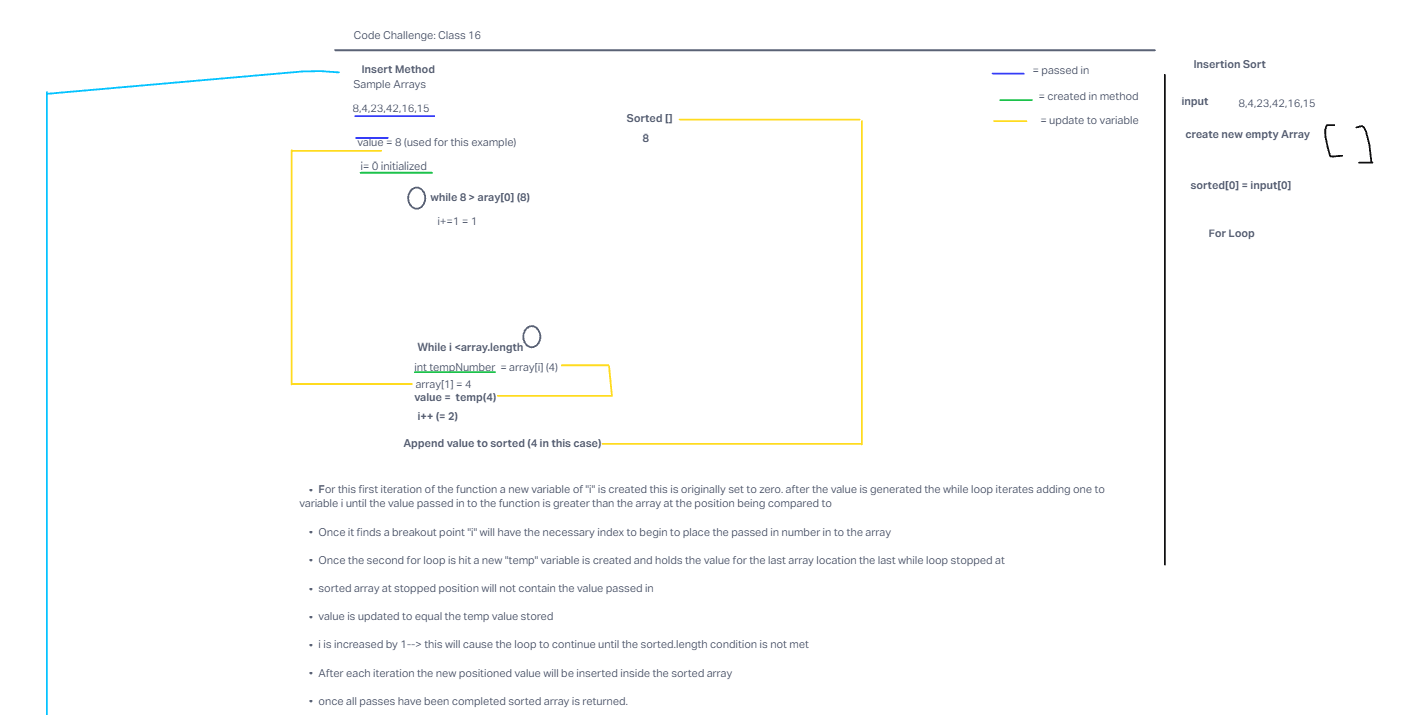 Code Challenge: Class 16
Insert Method
Sample Arrays
8,4,23,42,16,15
value = 8 (used for this example)
i= 0 initialized
while 8 > aray[0] (8)
i+=1 = 1
Sorted []
8
= passed in
= created in method
= update to variable
While i <array.length
int tempNumber = array[i] (4)
array[1] = 4
value = temp(4)
i++ (= 2)
Append value to sorted (4 in this case)
• For this first iteration of the function a new variable of "i" is created this is originally set to zero. after the value is generated the while loop iterates adding one to
variable i until the value passed in to the function is greater than the array at the position being compared to
• Once it finds a breakout point "i" will have the necessary index to begin to place the passed in number in to the array
• Once the second for loop is hit a new "temp" variable is created and holds the value for the last array location the last while loop stopped at
• sorted array at stopped position will not contain the value passed in
• value is updated to equal the temp value stored
• i is increased by 1--> this will cause the loop to continue until the sorted.length condition is not met
• After each iteration the new positioned value will be inserted inside the sorted array
• once all passes have been completed sorted array is returned.
Insertion Sort
input 8,4,23,42,16,15
create new empty Array [ ]
sorted[0] = input[0]
For Loop